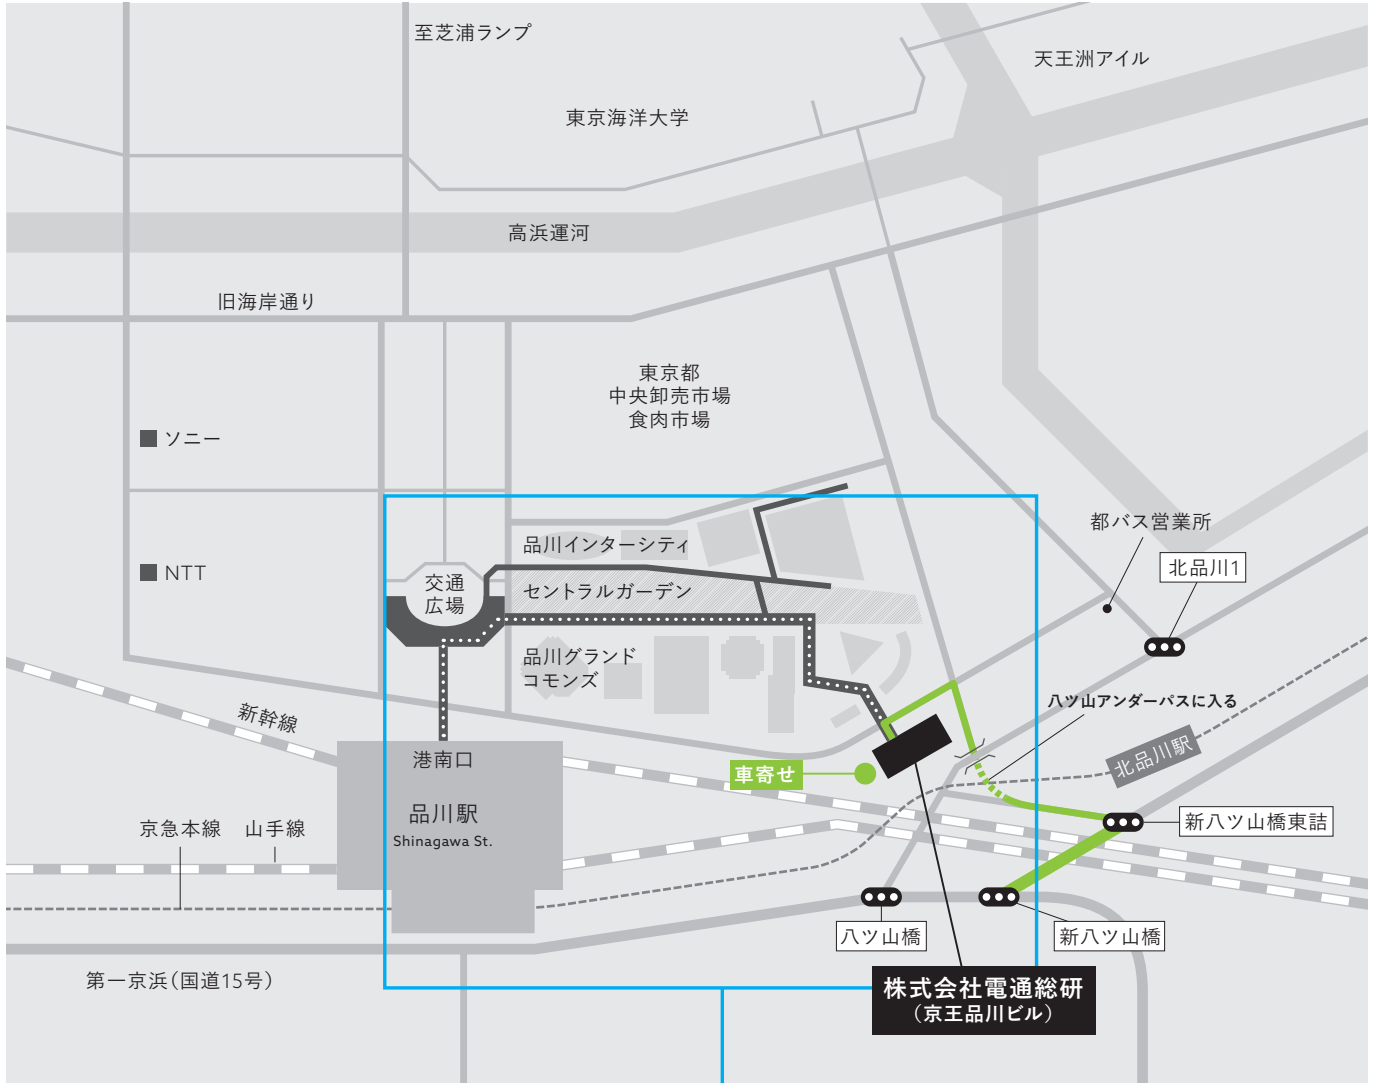 至芝浦ランプ
天王洲アイル
東京海洋大学
高浜運河
旧海岸通り
東京都
中央卸売市場
食肉市場
ソニー
都バス営業所
品川インターシティ
北品川1
NTT
交通
広場
セントラルガーデン
品川グランド
コモンズ
八ツ山アンダーパスに入る
新幹線
北品川駅
港南口
車寄せ
品川駅
Shinagawa St.
京急本線
山手線
新八ツ山橋東詰
八ツ山橋
新八ツ山橋
第一京浜（国道15号）
株式会社電通総研
（京王品川ビル）